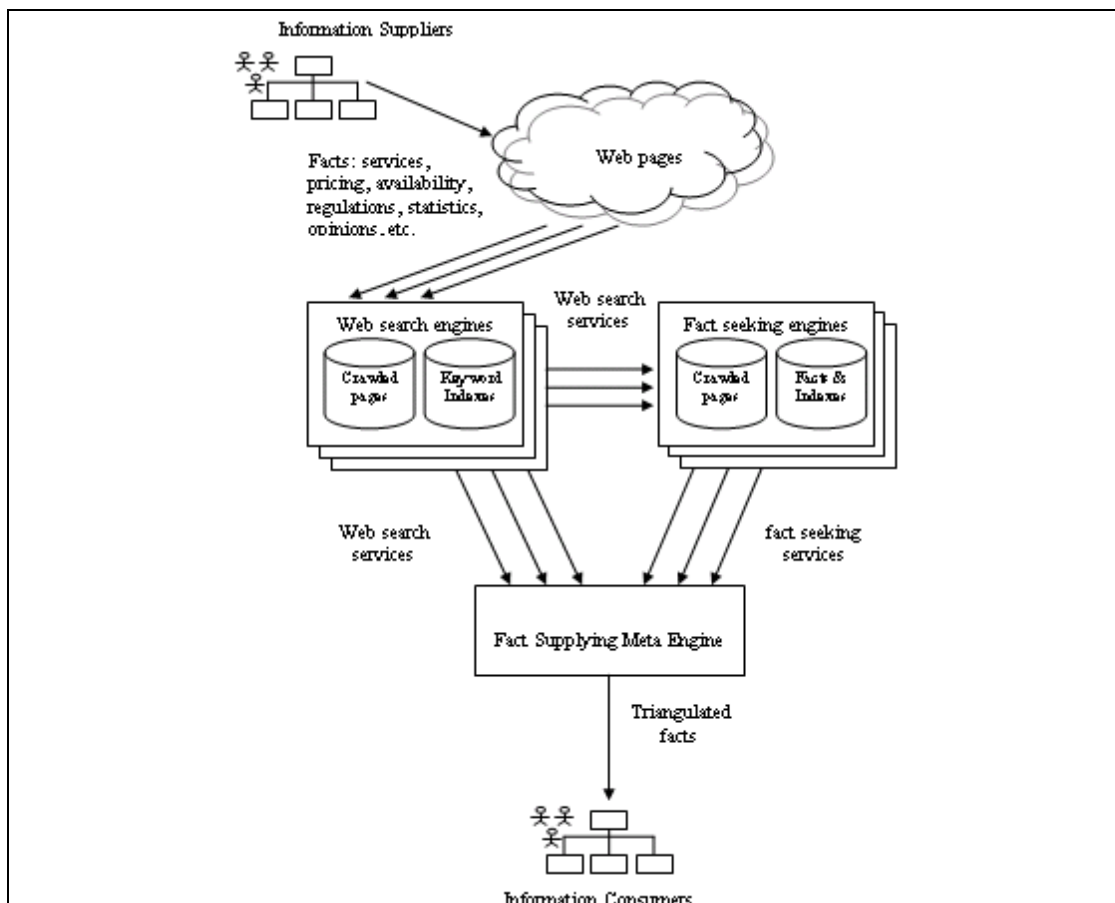 Information Suppliers
Web pages
Facts: services,
pricing, availability,
regulations, statistics,
opinions, etc.
Web search
services
Web search engines
Crawled
pages
Keyword
Indexes
Fact seeking engines
Crawled
pages
Facts &
Indexes
Web search
services
fact seeking
services
Fact Supplying Meta Engine
Triangulated
facts
Information Consumers